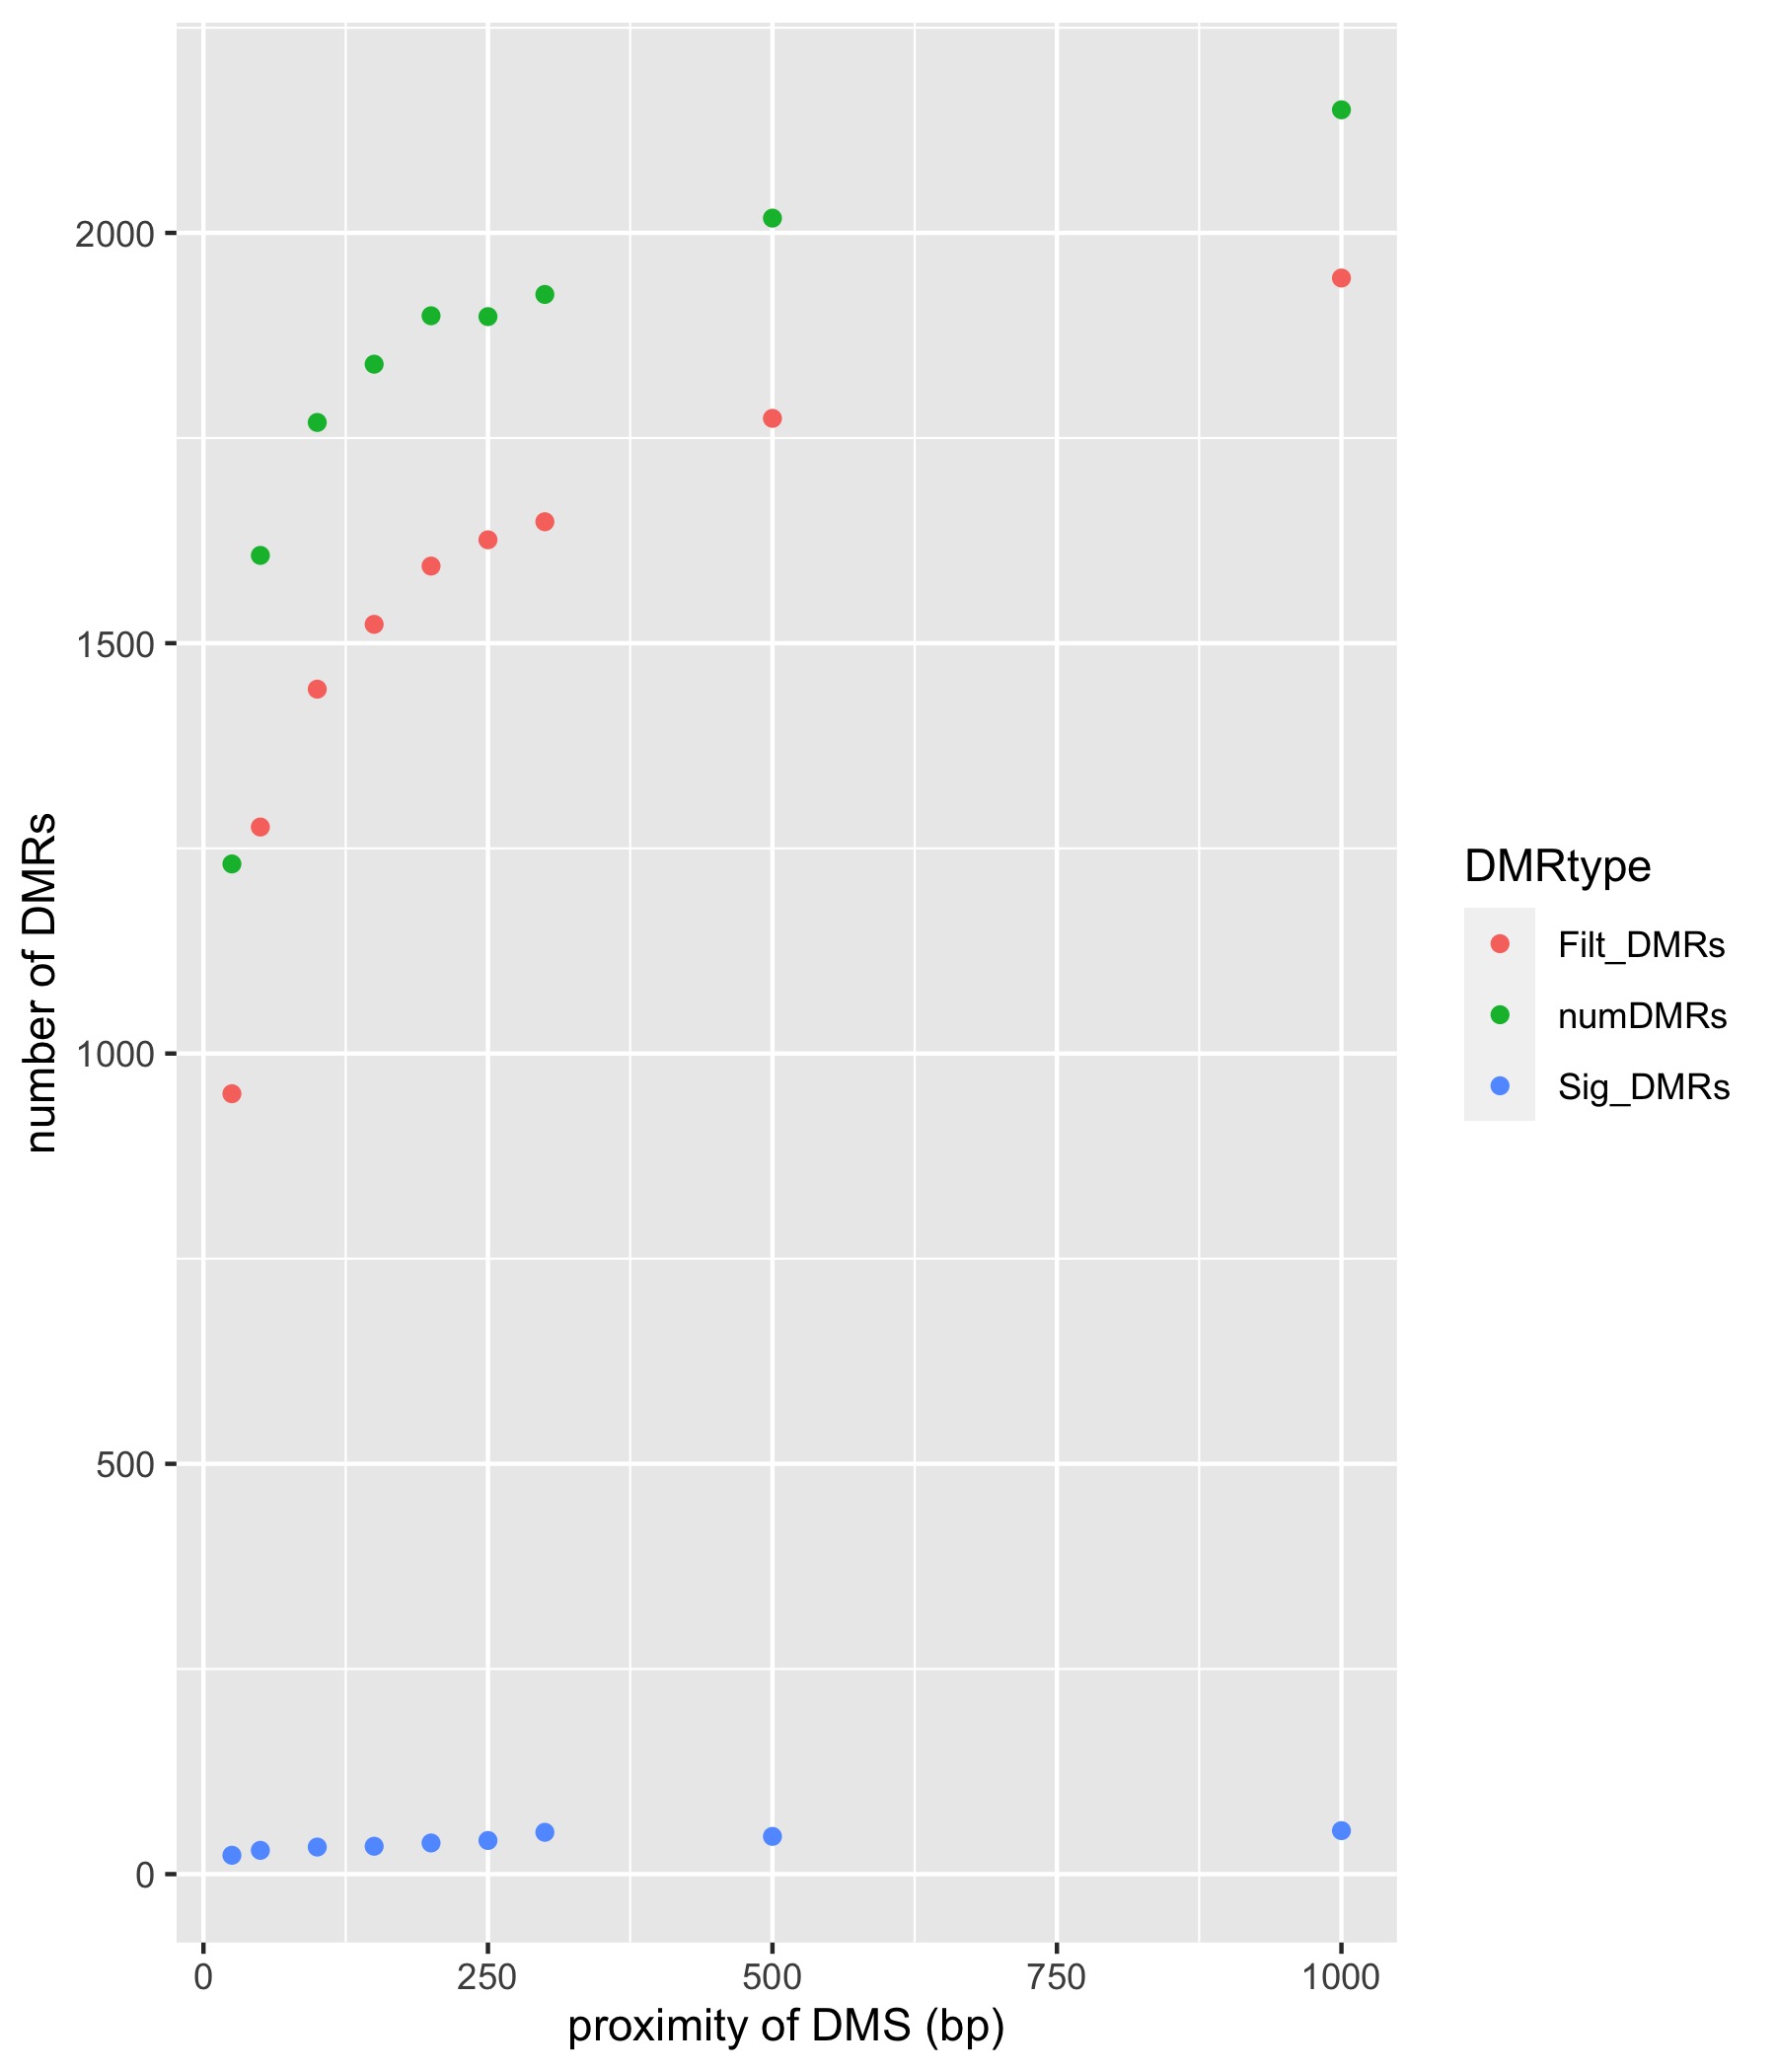 number of DMRs
2000
1500
1000
500
0
0 250 500 750 1000
proximity of DMS (bp)
DMRtype
Filt_DMRs
numDMRs
Sig_DMRs